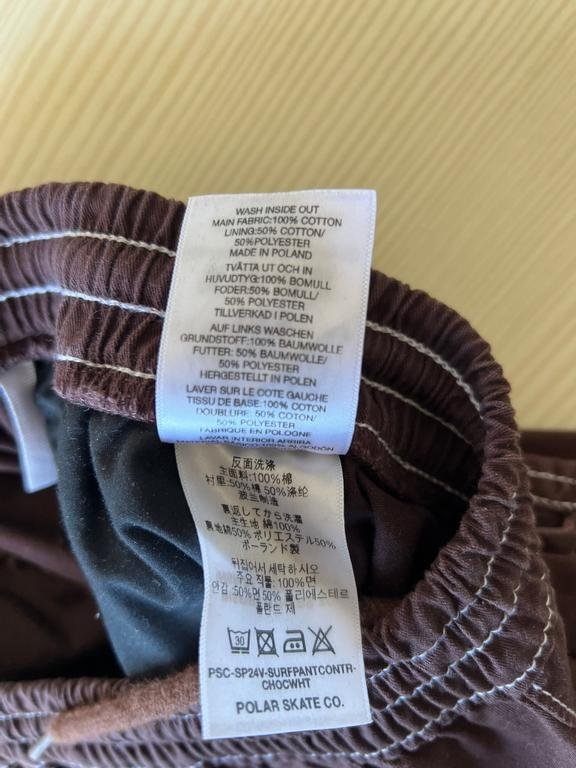 WASH INSIDE OUT
MAIN FABRIC:100% COTTON
LINING:50% COTTON/
50%POLYESTER
MADE IN POLAND
TVÄTTA UT OCH IN
HUVUDTYG:100% BOMULL
FODER:50% BOMULL/
50% POLYESTER
TILLVERKAD I POLEN
AUF LINKS WASCHEN
GRUNDSTOFF:100% BAUMWOLLE
FUTTER: 50% BAUMWOLLE/
50% POLYESTER
HERGESTELLT IN POLEN
LAVER SUR LE COTE GAUCHE
TISSU DE BASE:100% COTON
DOUBLURE: 50% COTON/
50% POLYESTER
FABRIQUE EN POLOGNE
LAVAR INTERIOR ARRIBA
100% ALGODÓN
反面洗涤
主面料:100%棉
衬里:50%棉 50%涤纶
波兰制造
裏返してから洗濯
主生地 綿100%
裏地綿50% ポリエステル50%
ポーランド製
뒤집어서 세탁 하 시오
주요 직물:100%면
안감:50%면50% 폴리에스테르
폴란드 제
30
PSC-SP24V-SURFPANTCONTR-
CHOCWHT
POLAR SKATE CO.